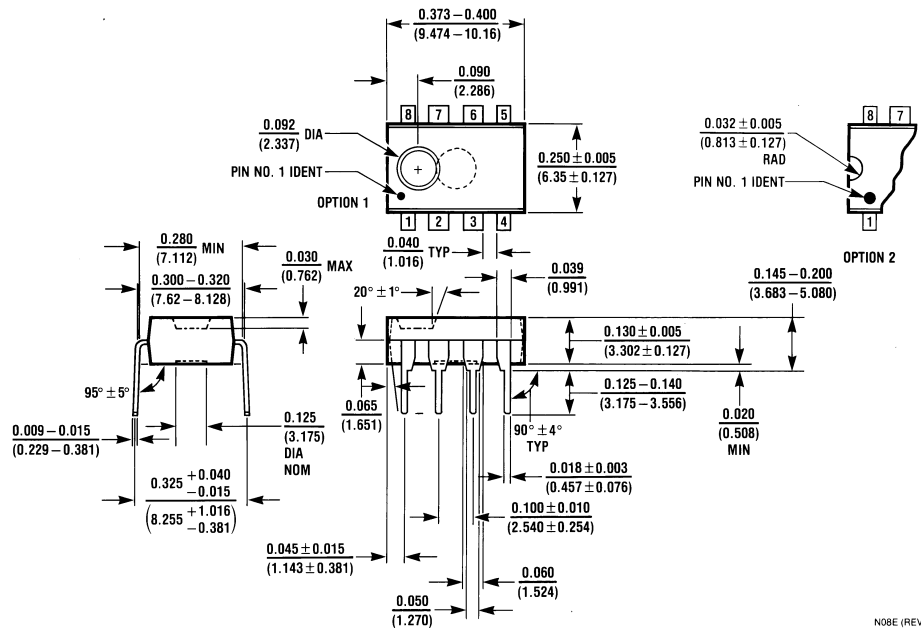 0.373 – 0.400
(9.474 – 10.16)
0.090
(2.286)
8 7 6 5
0.092 DIA
(2.337)
PIN NO. 1 IDENT
OPTION 1
0.250 ± 0.005
(6.35 ± 0.127)
1 2 3 4
8 7
0.032 ± 0.005
(0.813 ± 0.127)
RAD
PIN NO. 1 IDENT
1
OPTION 2
0.280 MIN
(7.112)
0.030 MAX
(0.762)
0.300 – 0.320
(7.62 – 8.128)
0.040 TYP
(1.016)
0.039
(0.991)
20° ± 1°
0.145 – 0.200
(3.683 – 5.080)
0.130 ± 0.005
(3.302 ± 0.127)
95° ± 5°
0.009 – 0.015
(0.229 – 0.381)
0.125
(3.175)
DIA
NOM
0.065
(1.651)
90° ± 4°
TYP
0.125 – 0.140
(3.175 – 3.556)
0.020
(0.508)
MIN
0.325 +0.040
−0.015
(8.255 +1.016
−0.381)
0.018 ± 0.003
(0.457 ± 0.076)
0.100 ± 0.010
(2.540 ± 0.254)
0.045 ± 0.015
(1.143 ± 0.381)
0.060
(1.524)
0.050
(1.270)
N08E (REV